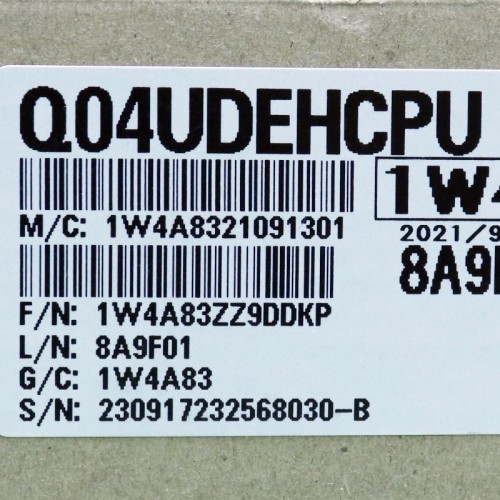 Q04UDEHCPU
1W4
M/C: 1W4A8321091301
2021/9
8A9
F/N: 1W4A83ZZ9DDKP
L/N: 8A9F01
G/C: 1W4A83
S/N: 230917232568030-B